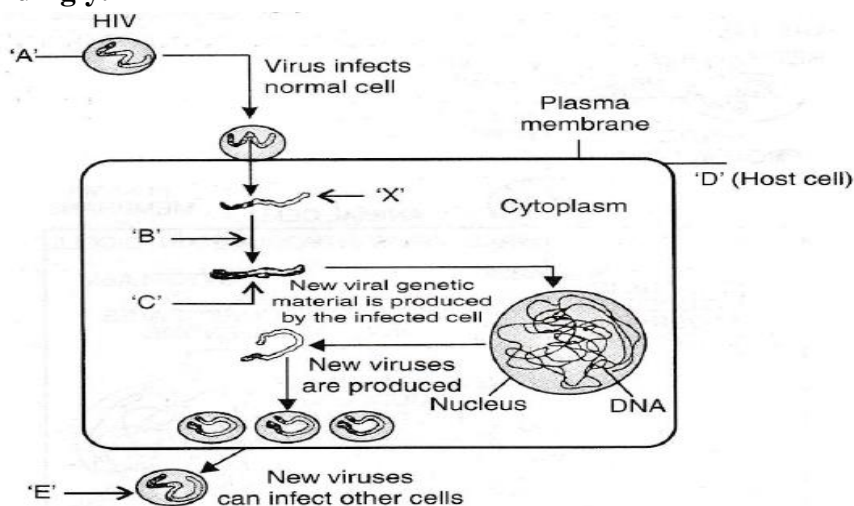 HIV
'A'
Virus infects
normal cell
Plasma
membrane
'D' (Host cell)
'X'
Cytoplasm
'B'
'C'
New viral genetic
material is produced
by the infected cell
New viruses
are produced
Nucleus
DNA
'E'
New viruses
can infect other cells